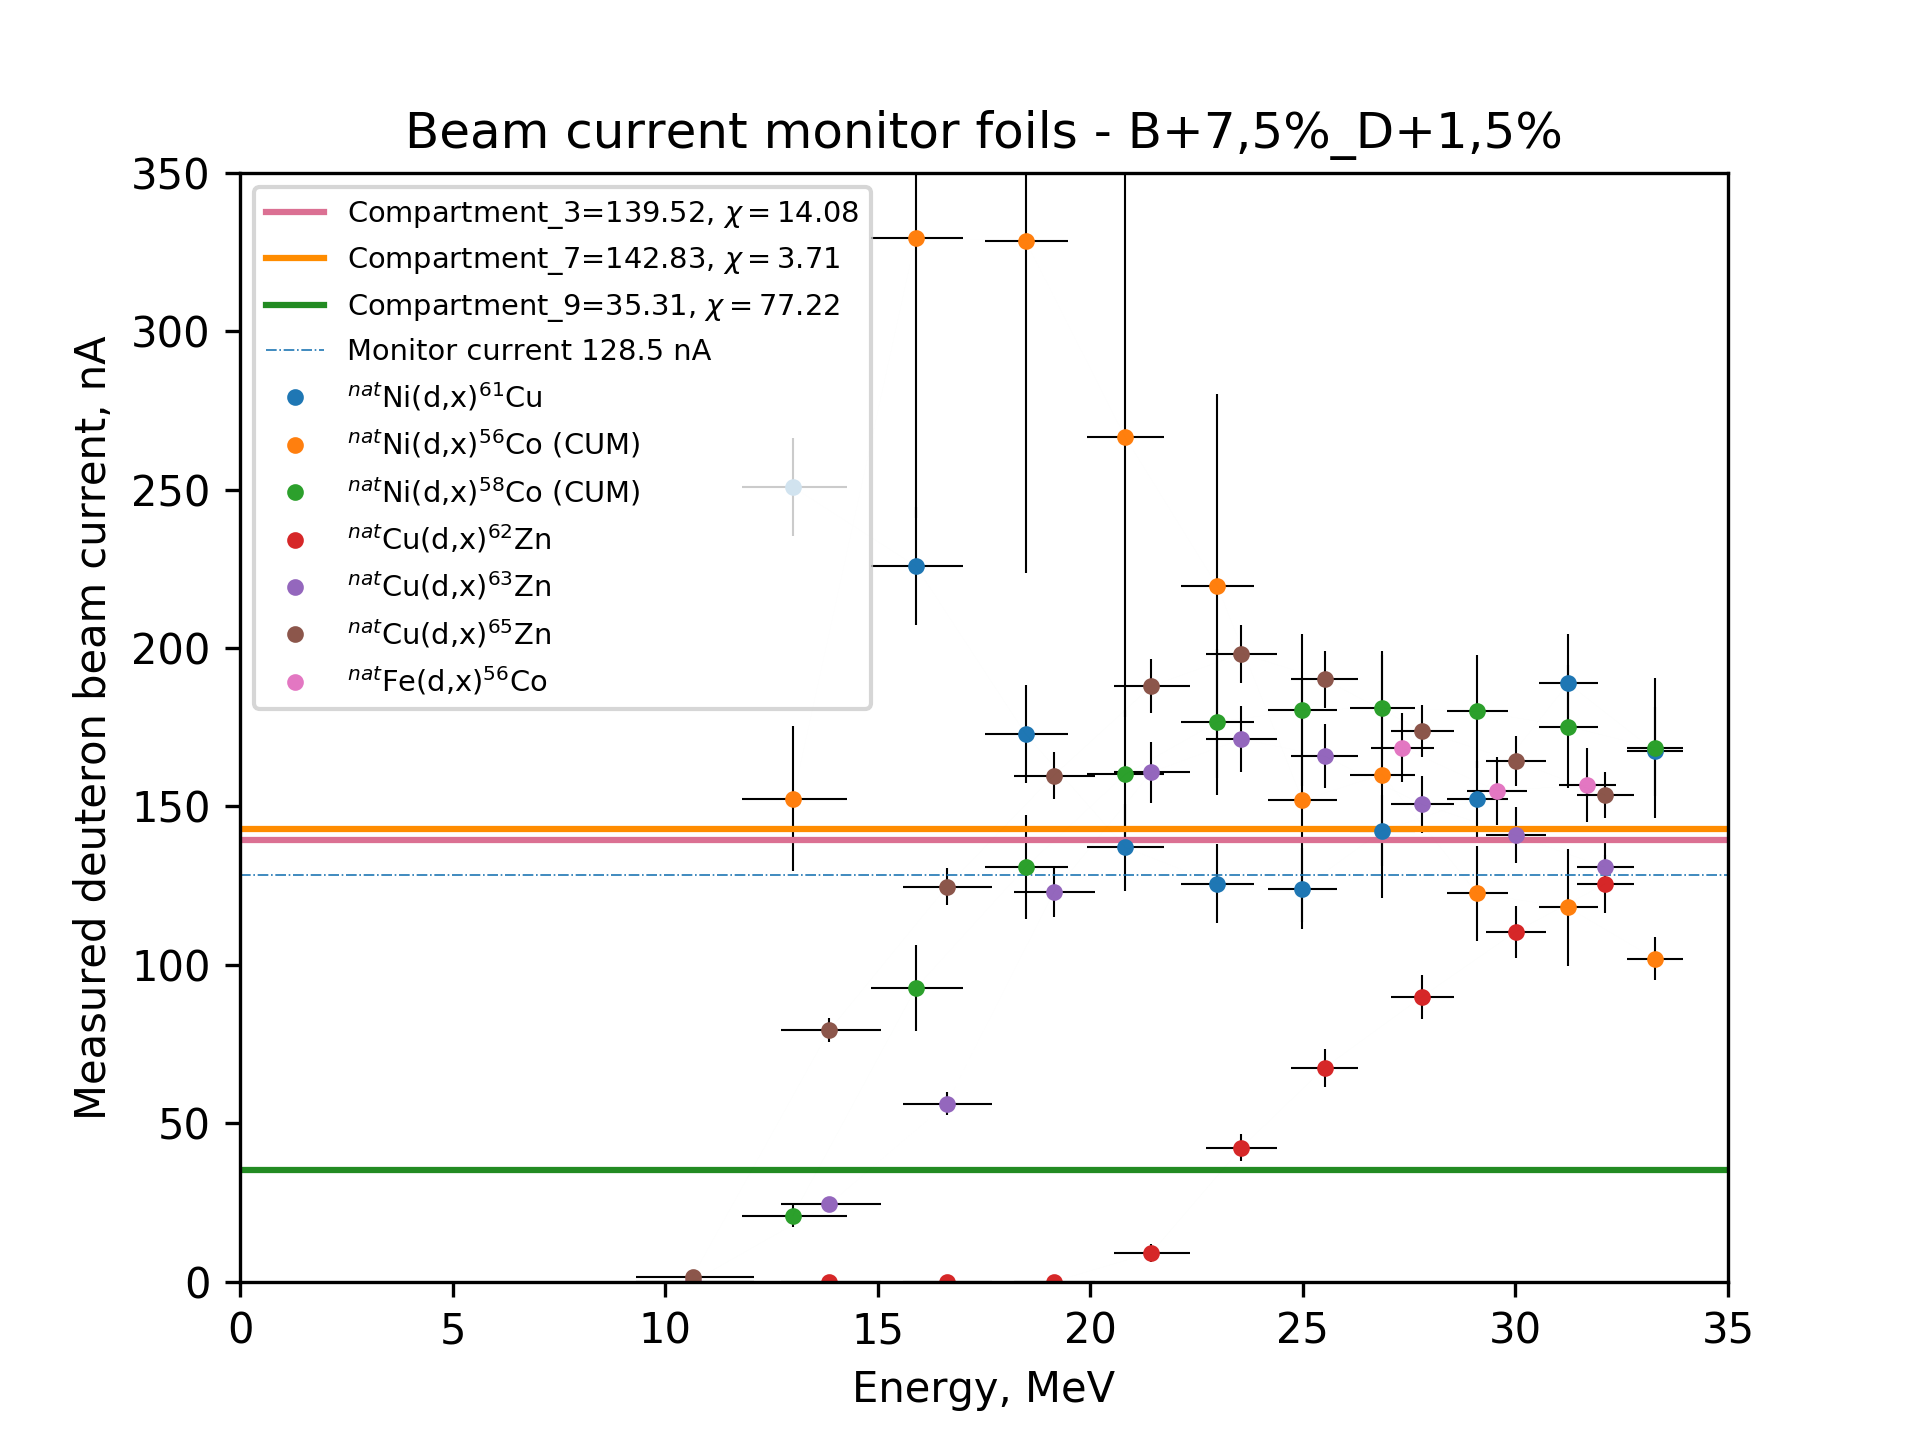 Beam current monitor foils - B+7,5%_D+1,5%
Measured deuteron beam current, nA
350
300
250
200
150
100
50
0
Compartment_3=139.52, χ = 14.08
Compartment_7=142.83, χ = 3.71
Compartment_9=35.31, χ = 77.22
Monitor current 128.5 nA
natNi(d,x)61Cu
natNi(d,x)56Co (CUM)
natNi(d,x)58Co (CUM)
natCu(d,x)62Zn
natCu(d,x)63Zn
natCu(d,x)65Zn
natFe(d,x)56Co
0 5 10 15 20 25 30 35
Energy, MeV